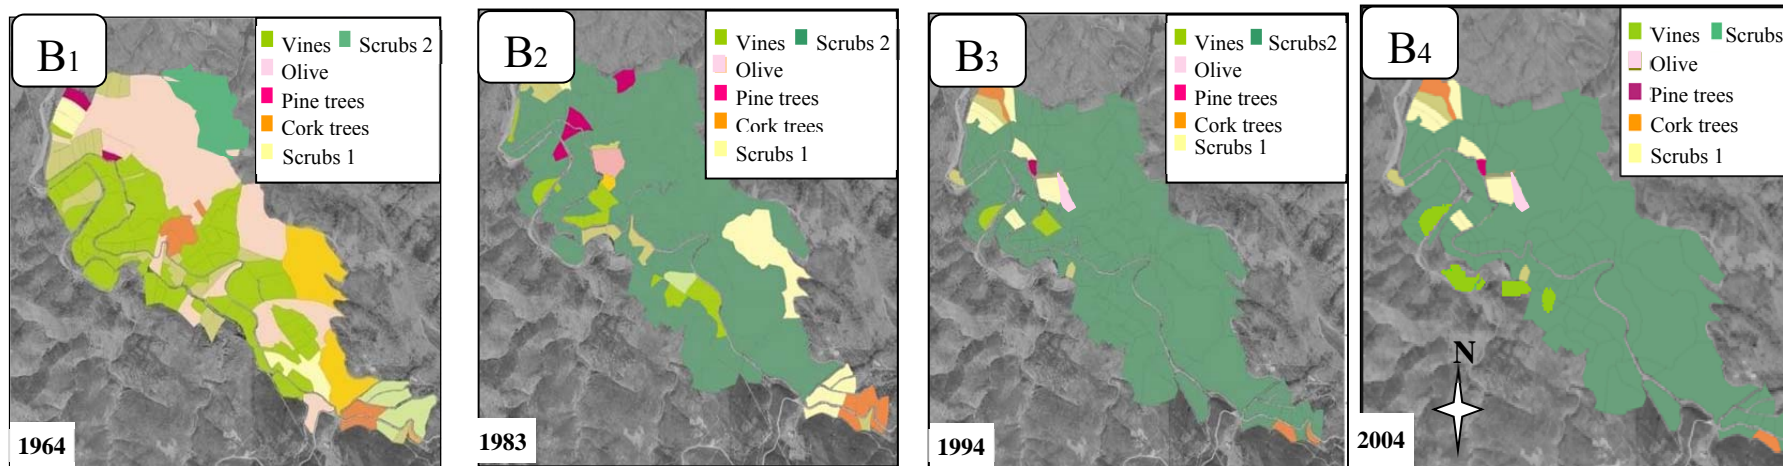 B1
Vines Scrubs 2
Olive
Pine trees
Cork trees
Scrubs 1
1964
B2
Vines Scrubs 2
Olive
Pine trees
Cork trees
Scrubs 1
1983
B3
Vines Scrubs2
Olive
Pine trees
Cork trees
Scrubs 1
1994
B4
Vines Scrubs
Olive
Pine trees
Cork trees
Scrubs 1
N
2004